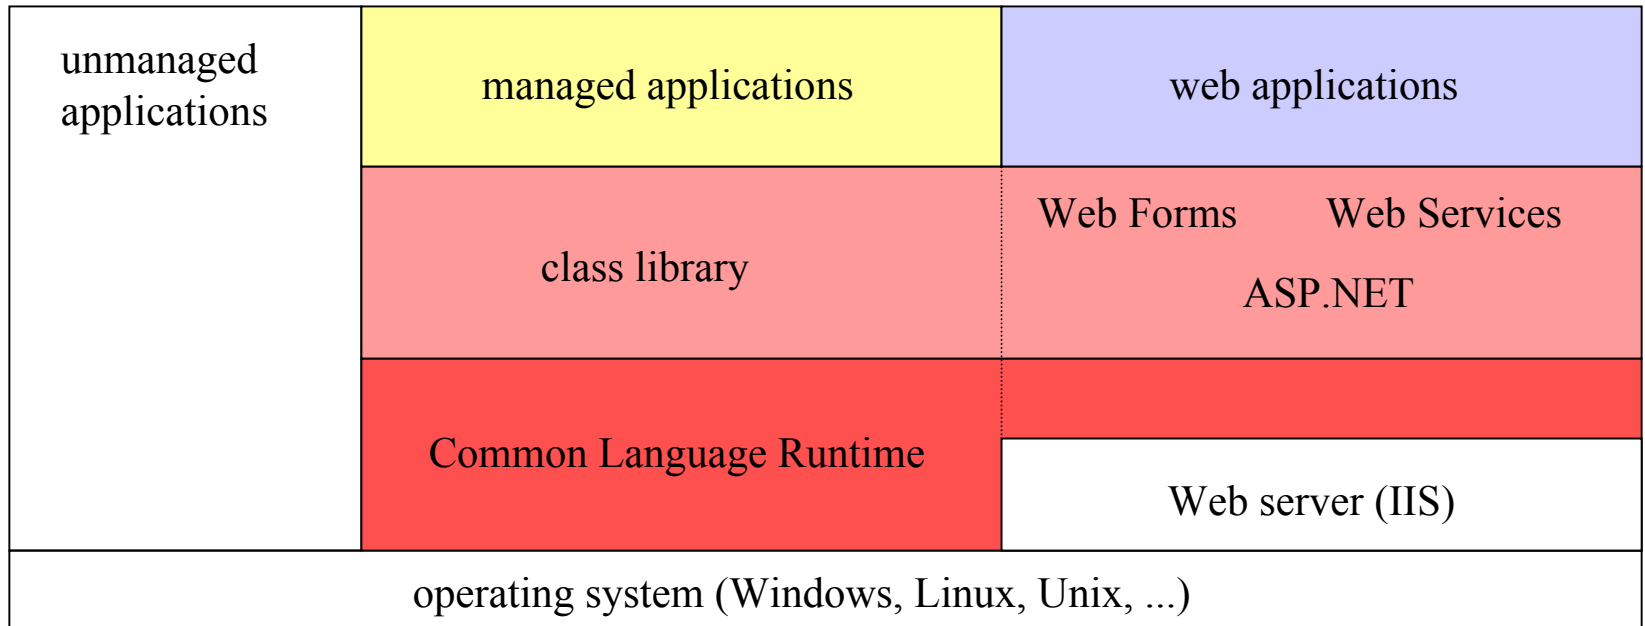 unmanaged
applications
managed applications
web applications
Web Forms
Web Services
class library
ASP.NET
Common Language Runtime
Web server (IIS)
operating system (Windows, Linux, Unix, ...)